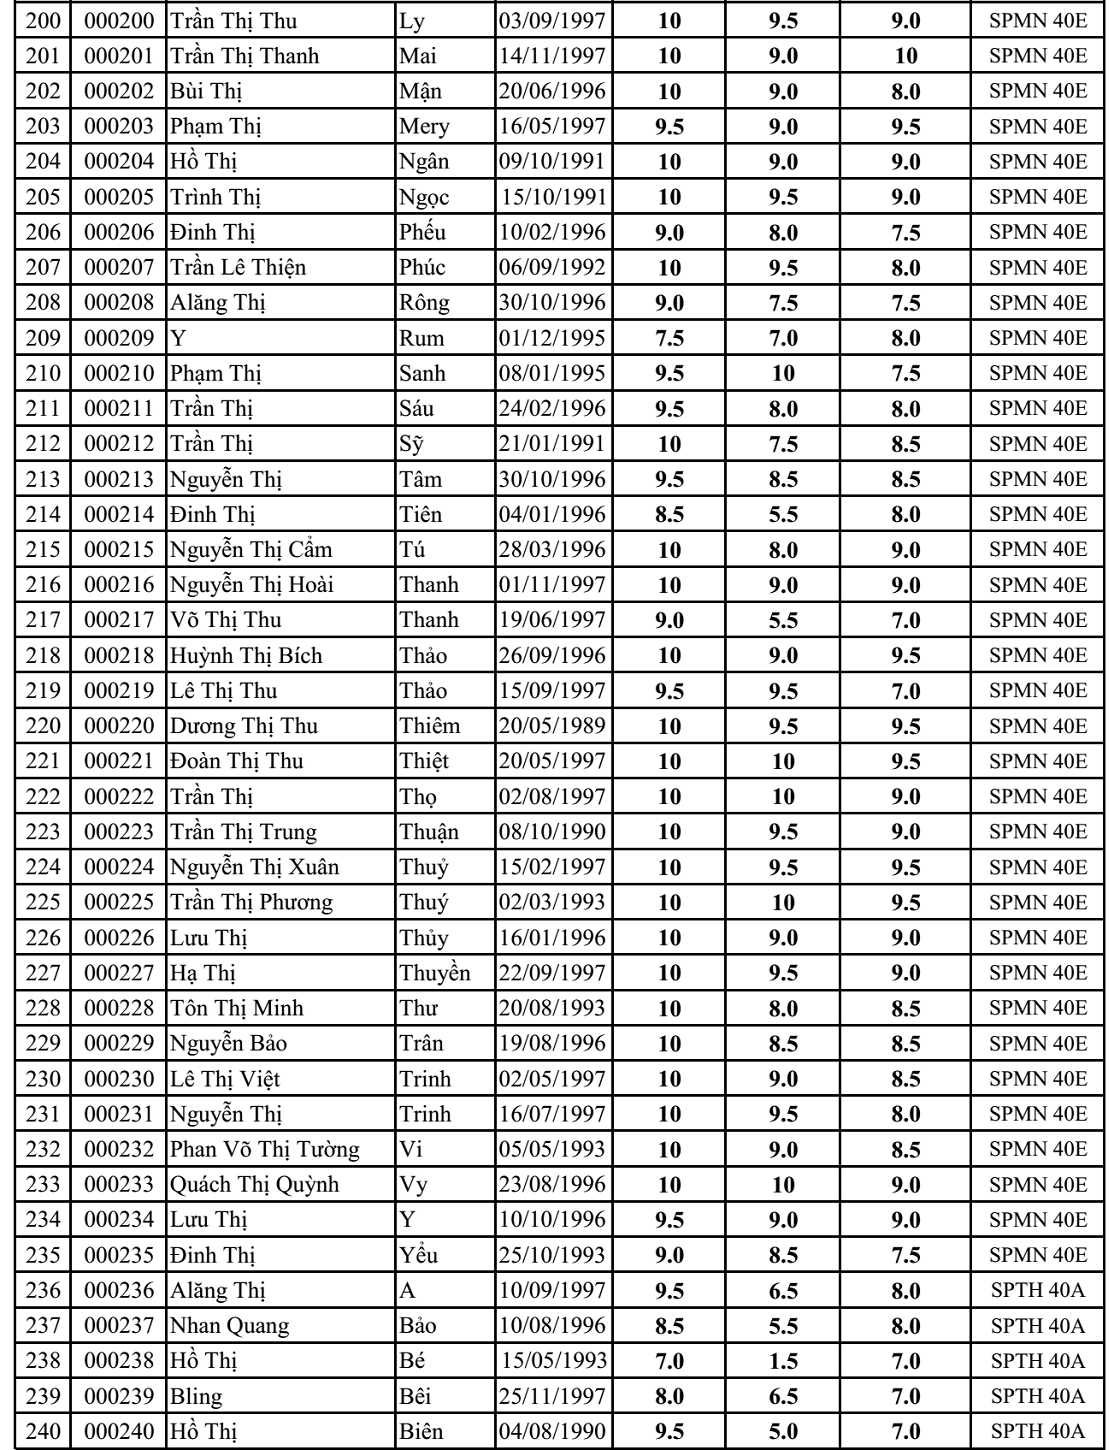 200 000200 Trần Thị Thu Ly 03/09/1997 10 9.5 9.0 SPMN 40E
201 000201 Trần Thị Thanh Mai 14/11/1997 10 9.0 10 SPMN 40E
202 000202 Bùi Thị Mận 20/06/1996 10 9.0 8.0 SPMN 40E
203 000203 Phạm Thị Mery 16/05/1997 9.5 9.0 9.5 SPMN 40E
204 000204 Hồ Thị Ngân 09/10/1991 10 9.0 9.0 SPMN 40E
205 000205 Trình Thị Ngọc 15/10/1991 10 9.5 9.0 SPMN 40E
206 000206 Đinh Thị Phếu 10/02/1996 9.0 8.0 7.5 SPMN 40E
207 000207 Trần Lê Thiện Phúc 06/09/1992 10 9.5 8.0 SPMN 40E
208 000208 Alăng Thị Rông 30/10/1996 9.0 7.5 7.5 SPMN 40E
209 000209 Y Rum 01/12/1995 7.5 7.0 8.0 SPMN 40E
210 000210 Phạm Thị Sanh 08/01/1995 9.5 10 7.5 SPMN 40E
211 000211 Trần Thị Sáu 24/02/1996 9.5 8.0 8.0 SPMN 40E
212 000212 Trần Thị Sỹ 21/01/1991 10 7.5 8.5 SPMN 40E
213 000213 Nguyễn Thị Tâm 30/10/1996 9.5 8.5 8.5 SPMN 40E
214 000214 Đinh Thị Tiên 04/01/1996 8.5 5.5 8.0 SPMN 40E
215 000215 Nguyễn Thị Cẩm Tú 28/03/1996 10 8.0 9.0 SPMN 40E
216 000216 Nguyễn Thị Hoài Thanh 01/11/1997 10 9.0 9.0 SPMN 40E
217 000217 Võ Thị Thu Thanh 19/06/1997 9.0 5.5 7.0 SPMN 40E
218 000218 Huỳnh Thị Bích Thảo 26/09/1996 10 9.0 9.5 SPMN 40E
219 000219 Lê Thị Thu Thảo 15/09/1997 9.5 9.5 7.0 SPMN 40E
220 000220 Dương Thị Thu Thiêm 20/05/1989 10 9.5 9.5 SPMN 40E
221 000221 Đoàn Thị Thu Thiệt 20/05/1997 10 10 9.5 SPMN 40E
222 000222 Trần Thị Thọ 02/08/1997 10 10 9.0 SPMN 40E
223 000223 Trần Thị Trung Thuận 08/10/1990 10 9.5 9.0 SPMN 40E
224 000224 Nguyễn Thị Xuân Thuỷ 15/02/1997 10 9.5 9.5 SPMN 40E
225 000225 Trần Thị Phương Thuý 02/03/1993 10 10 9.5 SPMN 40E
226 000226 Lưu Thị Thủy 16/01/1996 10 9.0 9.0 SPMN 40E
227 000227 Hạ Thị Thuyền 22/09/1997 10 9.5 9.0 SPMN 40E
228 000228 Tôn Thị Minh Thư 20/08/1993 10 8.0 8.5 SPMN 40E
229 000229 Nguyễn Bảo Trân 19/08/1996 10 8.5 8.5 SPMN 40E
230 000230 Lê Thị Việt Trinh 02/05/1997 10 9.0 8.5 SPMN 40E
231 000231 Nguyễn Thị Trinh 16/07/1997 10 9.5 8.0 SPMN 40E
232 000232 Phan Võ Thị Tường Vi 05/05/1993 10 9.0 8.5 SPMN 40E
233 000233 Quách Thị Quỳnh Vy 23/08/1996 10 10 9.0 SPMN 40E
234 000234 Lưu Thị Y 10/10/1996 9.5 9.0 9.0 SPMN 40E
235 000235 Đinh Thị Yểu 25/10/1993 9.0 8.5 7.5 SPMN 40E
236 000236 Alăng Thị A 10/09/1997 9.5 6.5 8.0 SPTH 40A
237 000237 Nhan Quang Bảo 10/08/1996 8.5 5.5 8.0 SPTH 40A
238 000238 Hồ Thị Bé 15/05/1993 7.0 1.5 7.0 SPTH 40A
239 000239 Bling Bêi 25/11/1997 8.0 6.5 7.0 SPTH 40A
240 000240 Hồ Thị Biên 04/08/1990 9.5 5.0 7.0 SPTH 40A